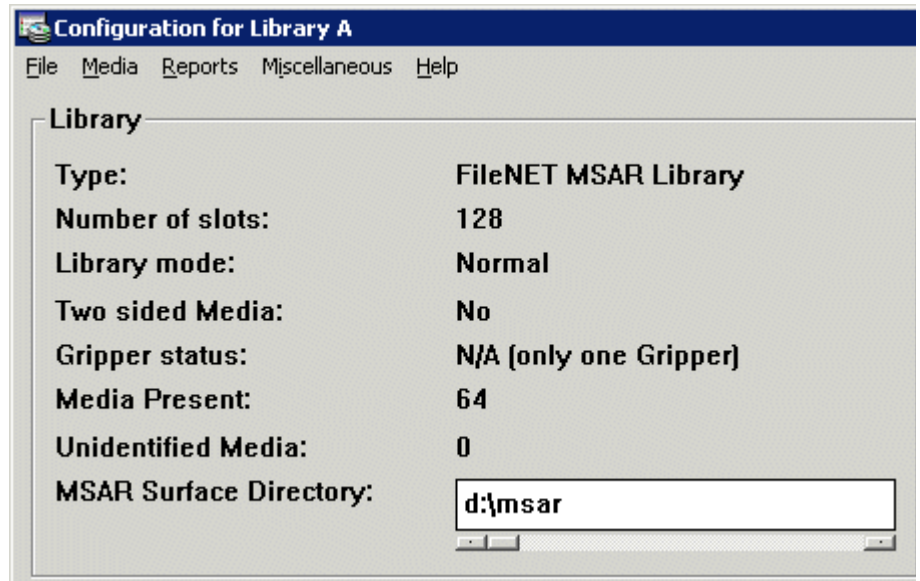 Configuration for Library A
File Media Reports Miscellaneous Help
Library
Type: FileNET MSAR Library
Number of slots: 128
Library mode: Normal
Two sided Media: No
Gripper status: N/A (only one Gripper)
Media Present: 64
Unidentified Media: 0
MSAR Surface Directory: d:\msar